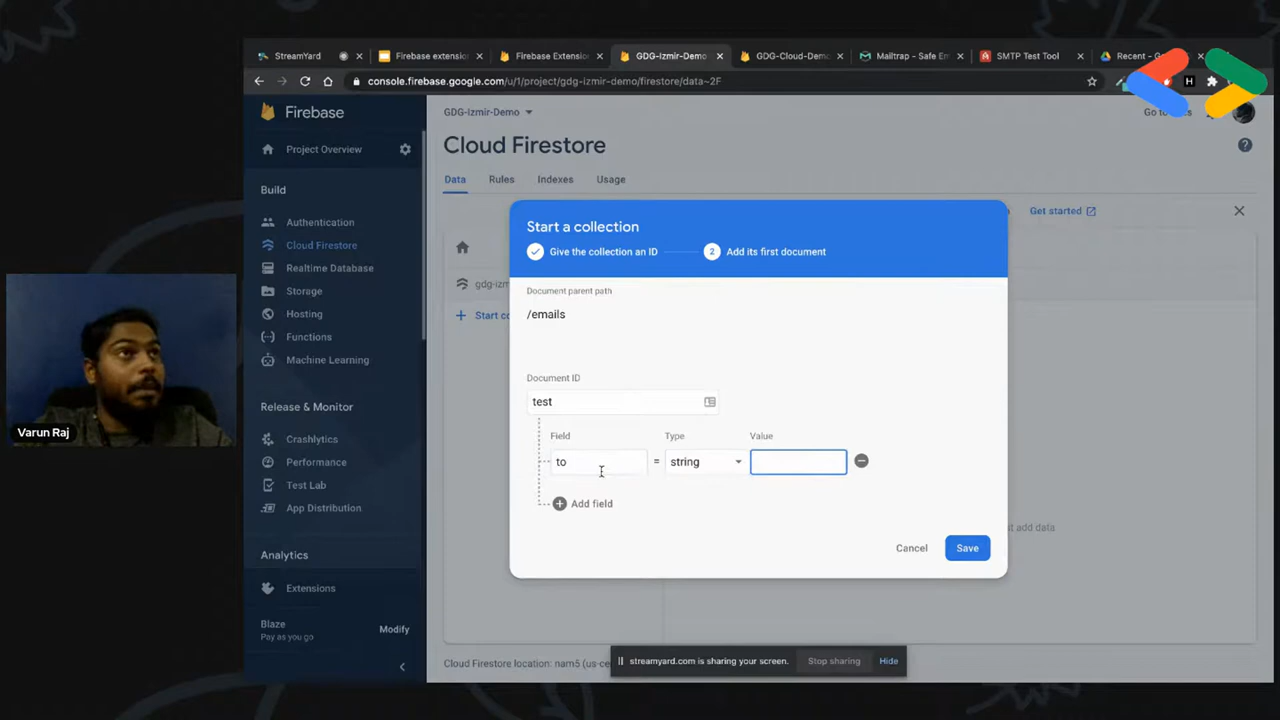 StreamYard
Firebase extension
Firebase Extension
GDG-Izmir-Demo
GDG-Cloud-Dem
Mailtrap - Safe Em
SMTP Test Tool
Recent - G
console.firebase.google.com/u/1/project/gdg-izmir-demo/firestore/data~2F
H
Firebase
GDG-Izmir-Demo
Go to
Project Overview
Cloud Firestore
?
Build
Data
Rules
Indexes
Usage
Authentication
Cloud Firestore
Realtime Database
Storage
Hosting
Functions
Machine Learning
Release & Monitor
Crashlytics
Performance
Test Lab
App Distribution
Analytics
Extensions
Blaze
Pay as you go
Modify
Get started
gdg-iz
Start co
Start a collection
Give the collection an ID
2
Add its first document
Document parent path
/emails
Document ID
test
Field
Type
Value
to
=
string
Add field
Cancel
Save
t add data
Cloud Firestore location: nam5 (us-ce
streamyard.com is sharing your screen.
Stop sharing
Hide
Varun Raj